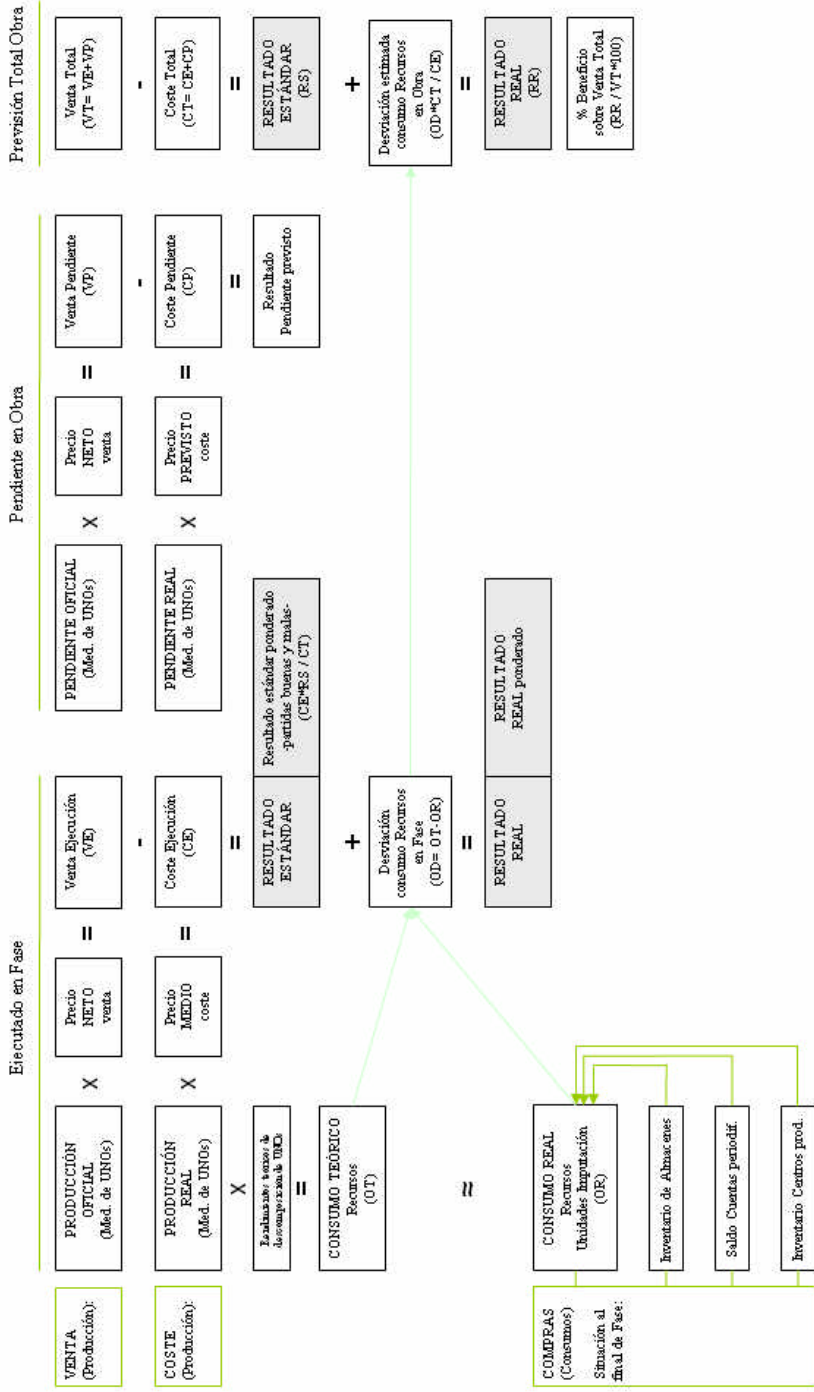 Ejecutado en Fase
Pendiente en Obra
Previsión Total Obra
VENTA
(Producción):
PRODUCCIÓN
OFICIAL
(Med. de UNOs)
X
Precio
NETO
venta
=
Venta Ejecución
(VE)
PENDIENTE OFICIAL
(Med. de UNOs)
X
Precio
NETO
venta
=
Venta Pendiente
(VP)
Venta Total
(VT= VE+VP)
-
-
-
COSTE
(Producción):
PRODUCCIÓN
REAL
(Med. de UNOs)
X
Precio
MEDIO
coste
=
Coste Ejecución
(CE)
PENDIENTE REAL
(Med. de UNOs)
X
Precio
PREVISTO
coste
=
Coste Pendiente
(CP)
Coste Total
(CT= CE+CP)
X
=
=
=
Rendimientos teóricos de
descomposición de UNOs
RESULTADO
ESTÁNDAR
Resultado estándar ponderado
-partidas buenas y malas-
(CE*RS / CT)
Resultado
Pendiente previsto
RESULTADO
ESTÁNDAR
(RS)
=
+
+
CONSUMO TEÓRICO
Recursos
(OT)
Desviación
consumo Recursos
en Fase
(OD= OT-OR)
Desviación estimada
consumo Recursos
en Obra
(OD*CT / CE)
≈
=
=
RESULTADO
REAL
RESULTADO
REAL ponderado
RESULTADO
REAL
(RR)
% Beneficio
sobre Venta Total
(RR / VT*100)
COMPRAS
(Consumos)
Situación al
final de Fase:
CONSUMO REAL
Recursos
Unidades Imputación
(OR)
Inventario de Almacenes
Saldo Cuentas periodif.
Inventario Centros prod.